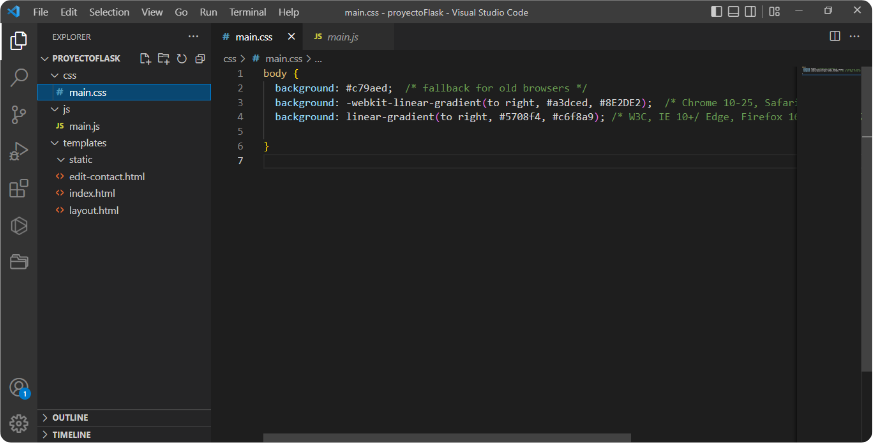 File Edit Selection View Go Run Terminal Help main.css - proyectoFlask - Visual Studio Code
EXPLORER ...
PROYECTOFLASK
css
# main.css
js
JS main.js
templates
static
<> edit-contact.html
<> index.html
<> layout.html
OUTLINE
TIMELINE
1
# main.css × JS main.js ...
css > # main.css > ...
1 body {
2 background: #c79aed; /* fallback for old browsers */
3 background: -webkit-linear-gradient(to right, #a3dced, #8E2DE2); /* Chrome 10-25, Safari
4 background: linear-gradient(to right, #5708f4, #c6f8a9); /* W3C, IE 10+/ Edge, Firefox 16
5
6 }
7